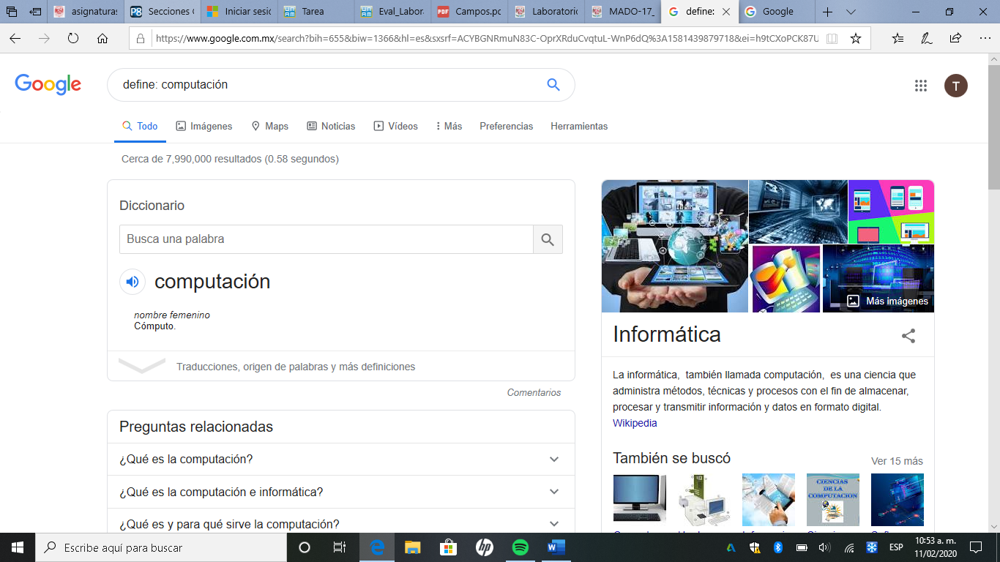 asignaturas
P8 Secciones C
Iniciar sesió
Tarea
Eval_Labora
PDF Campos.pd
Laboratorio
MADO-17_
define:
Google
https://www.google.com.mx/search?bih=655&biw=1366&hl=es&sxsrf=ACYBGNRmuN83C-OprXRduCvqtuL-WnP6dQ%3A1581439879718&ei=h9tCXoPCK87U
Google
define: computación
T
Todo
Imágenes
Maps
Noticias
Vídeos
Más
Preferencias
Herramientas
Cerca de 7,990,000 resultados (0.58 segundos)
Diccionario
Busca una palabra
computación
nombre femenino
Cómputo.
Traducciones, origen de palabras y más definiciones
Comentarios
Preguntas relacionadas
¿Qué es la computación?
¿Qué es la computación e informática?
¿Qué es y para qué sirve la computación?
Más imágenes
Informática
La informática, también llamada computación, es una ciencia que
administra métodos, técnicas y procesos con el fin de almacenar,
procesar y transmitir información y datos en formato digital.
Wikipedia
También se buscó
Ver 15 más
CIENCIAS
DE LA
COMPUTACION
Escribe aquí para buscar
hp
ESP
10:53 a. m.
11/02/2020